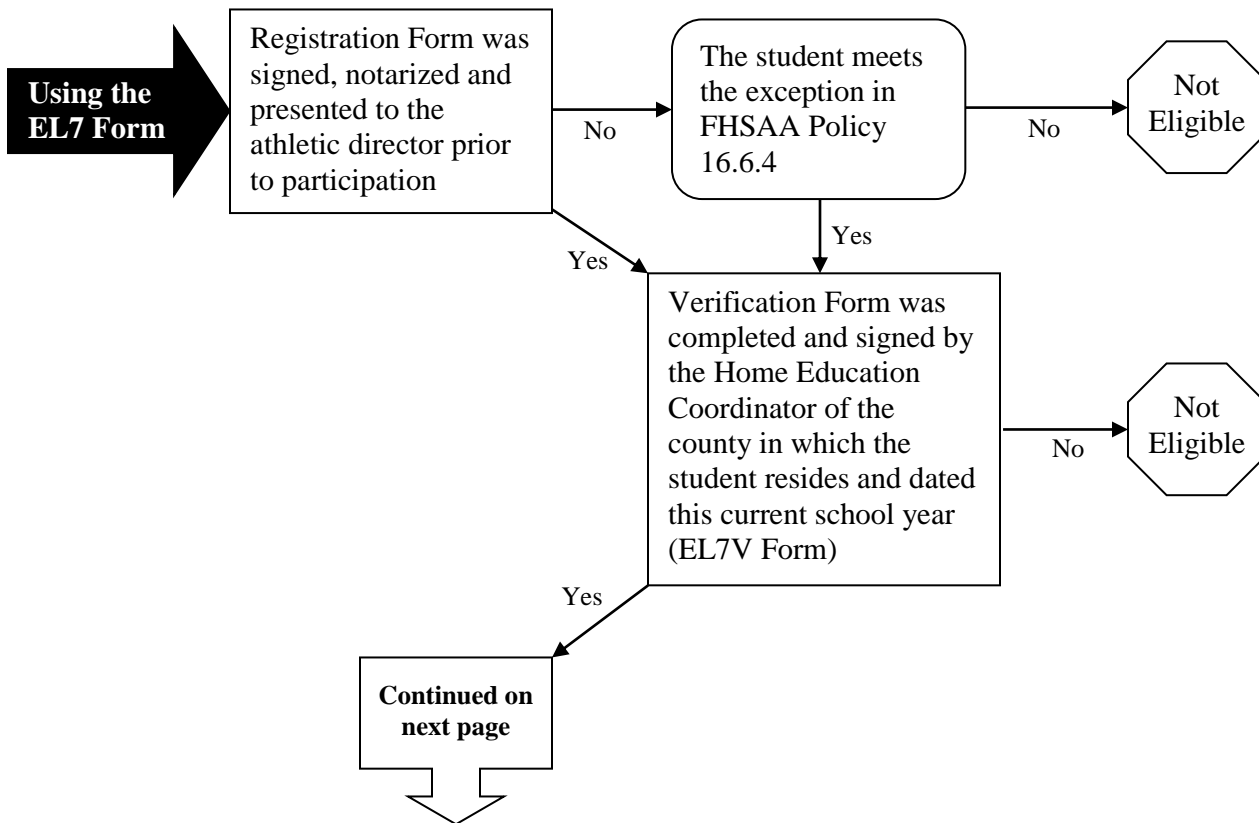 Using the
EL7 Form
Registration Form was
signed, notarized and
presented to the
athletic director prior
to participation
No
The student meets
the exception in
FHSAA Policy
16.6.4
No
Not
Eligible
Yes
Yes
Verification Form was
completed and signed by
the Home Education
Coordinator of the
county in which the
student resides and dated
this current school year
(EL7V Form)
No
Not
Eligible
Yes
Continued on
next page